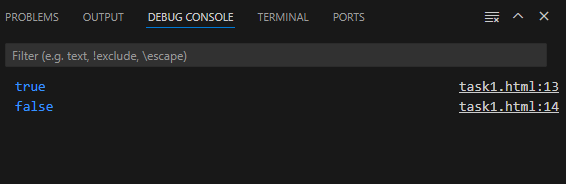 PROBLEMS OUTPUT DEBUG CONSOLE TERMINAL PORTS
Filter (e.g. text, !exclude, \escape)
true task1.html:13
false task1.html:14